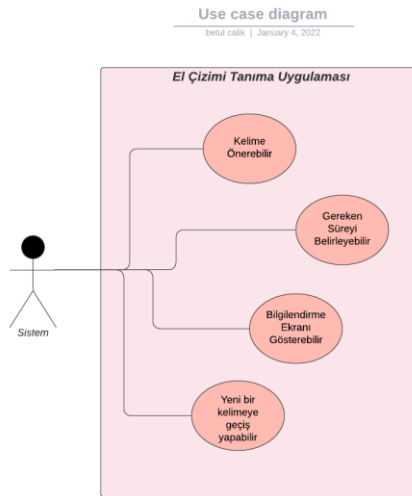 Use case diagram
betul calik | January 4, 2022
El Çizimi Tanıma Uygulaması
Kelime
Önerebilir
Gereken
Süreyi
Belirleyebilir
Sistem
Bilgilendirme
Ekranı
Gösterebilir
Yeni bir
kelimeye
geçiş
yapabilir